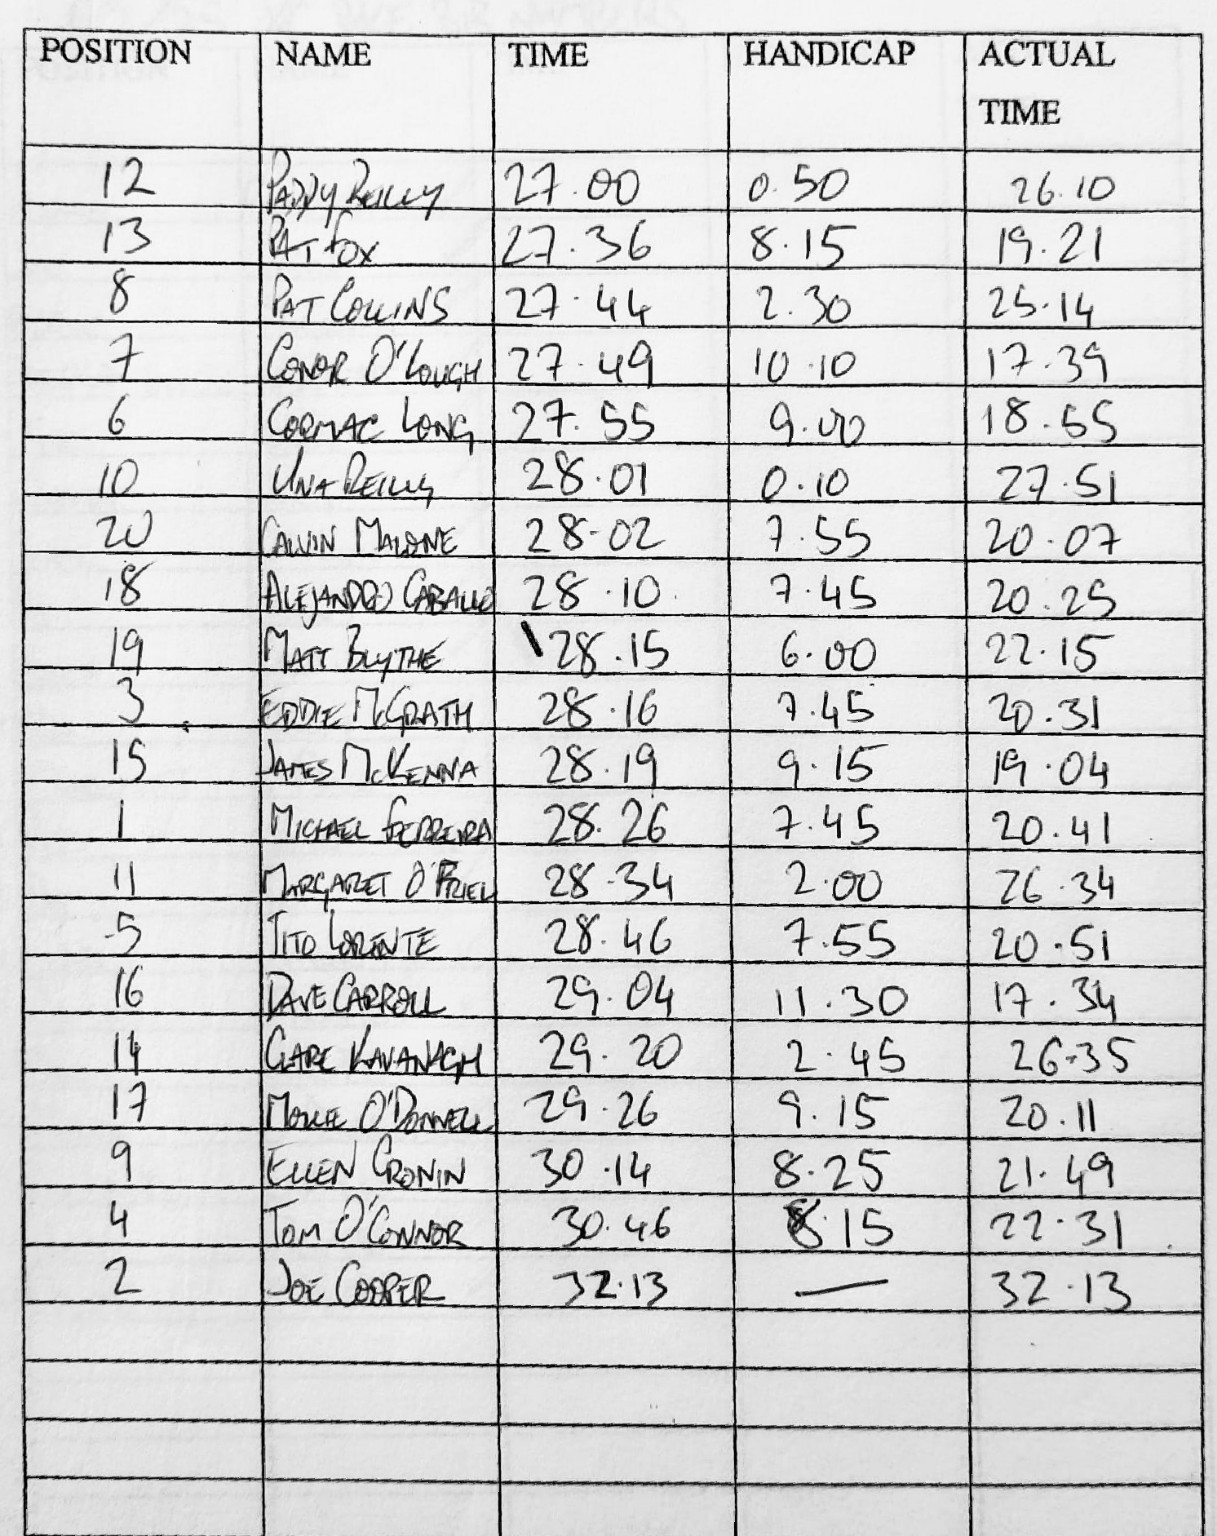 POSITION NAME TIME HANDICAP ACTUAL TIME
12 PADDY REILLY 27.00 0.50 26.10
13 PAT FOX 27.36 8.15 19.21
8 PAT COLLINS 27.44 2.30 25.14
7 CONOR O'LOUGH 27.49 10.10 17.39
6 CORMAC LONG 27.55 9.00 18.55
10 UNA REILLY 28.01 0.10 27.51
20 CALVIN MALONE 28-02 7.55 20.07
18 ALEJANDRO CABALLO 28.10 7.45 20.25
19 MATT BLYTHE 28.15 6.00 22.15
3 EDDIE McGRATH 28.16 7.45 20.31
15 JAMES McKENNA 28.19 9.15 19.04
1 MICHAEL FERREIRA 28.26 7.45 20.41
11 MARGARET O'FRIEL 28.34 2.00 26.34
5 TITO LORENTE 28.46 7.55 20.51
16 DAVE CARROLL 29.04 11.30 17.34
14 CLARE KAVANAGH 29.20 2.45 26-35
17 MOLLIE O'DONNELL 29.26 9.15 20.11
9 ELLEN CRONIN 30.14 8.25 21.49
4 TOM O'CONNOR 30.46 8.15 22.31
2 JOE COOPER 32.13 — 32.13